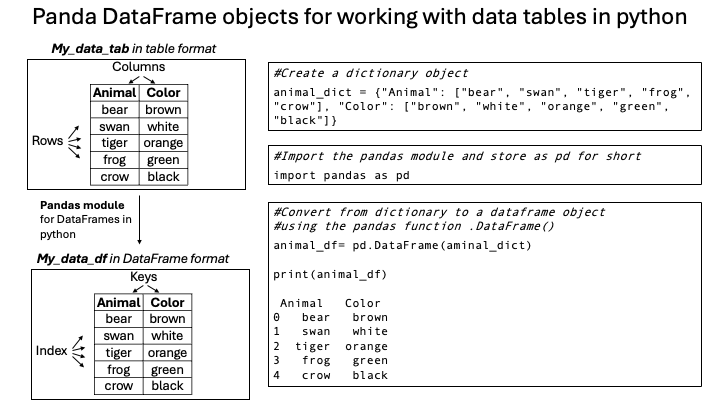 Panda DataFrame objects for working with data tables in python
My_data_tab in table format
Columns
Animal Color
bear brown
swan white
Rows
tiger orange
frog green
crow black
Pandas module
for DataFrames in
python
My_data_df in DataFrame format
Keys
Animal Color
bear brown
swan white
Index
tiger orange
frog green
crow black
#Create a dictionary object
animal_dict = {"Animal": ["bear", "swan", "tiger", "frog",
"crow"], "Color": ["brown", "white", "orange", "green",
"black"]}
#Import the pandas module and store as pd for short
import pandas as pd
#Convert from dictionary to a dataframe object
#using the pandas function .DataFrame()
animal_df= pd.DataFrame(aminal_dict)
print(animal_df)
Animal Color
0 bear brown
1 swan white
2 tiger orange
3 frog green
4 crow black